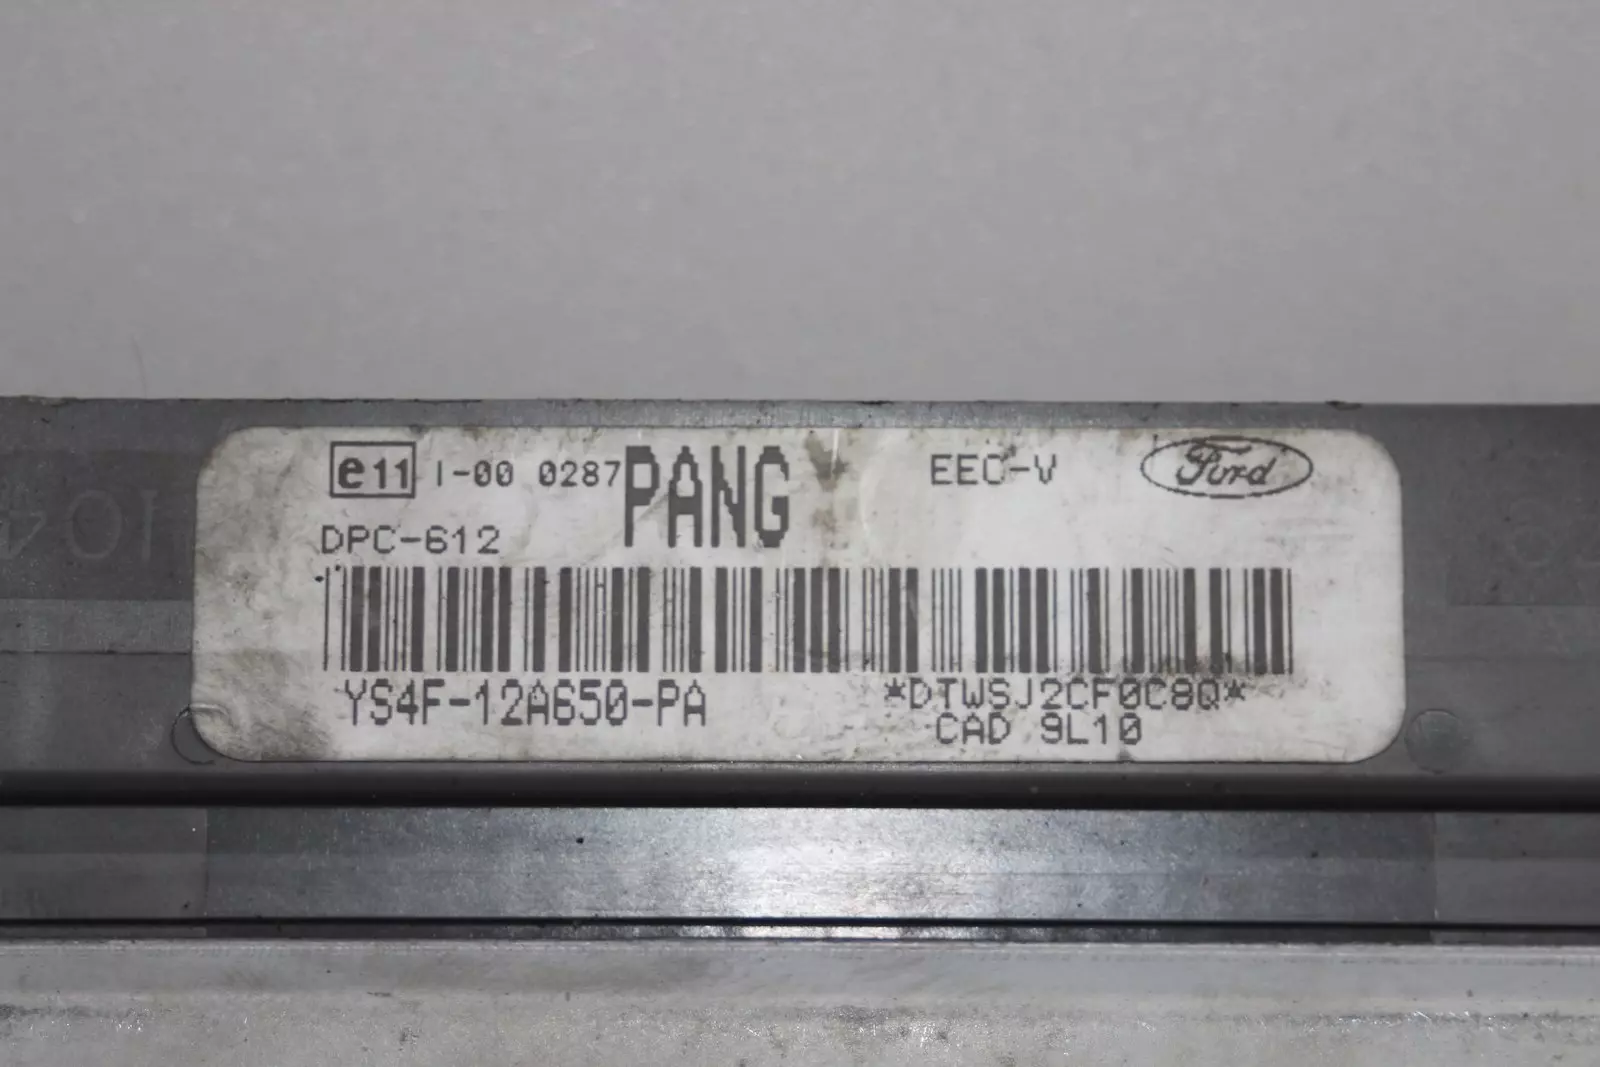 e11 I-00 0287 PANG EEC-V Ford
DPC-612
YS4F-12A650-PA *DTWSJ2CF0C8Q*
CAD 9L10